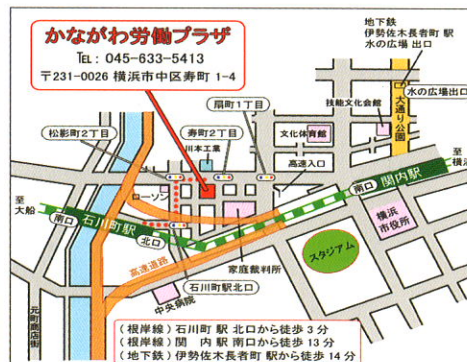 かながわ労働プラザ
TEL: 045-633-5413
〒231-0026 横浜市中区寿町 1-4
地下鉄
伊勢佐木長者町 駅
水の広場 出口
水の広場出口
大通り公園
技能文化会館
文化体育館
扇町1丁目
寿町2丁目
松影町2丁目
川本工業
高速入口
ローソン
至
横浜
関内駅
南口
至
大船
南口
石川町駅
北口
横浜
市役所
スタジアム
家庭裁判所
高速道路
石川町駅北口
中央病院
元町商店街
(根岸線) 石川町 駅 北口から徒歩 3 分
(根岸線) 関 内 駅 南口から徒歩 13 分
(地下鉄) 伊勢佐木長者町 駅から徒歩 14 分